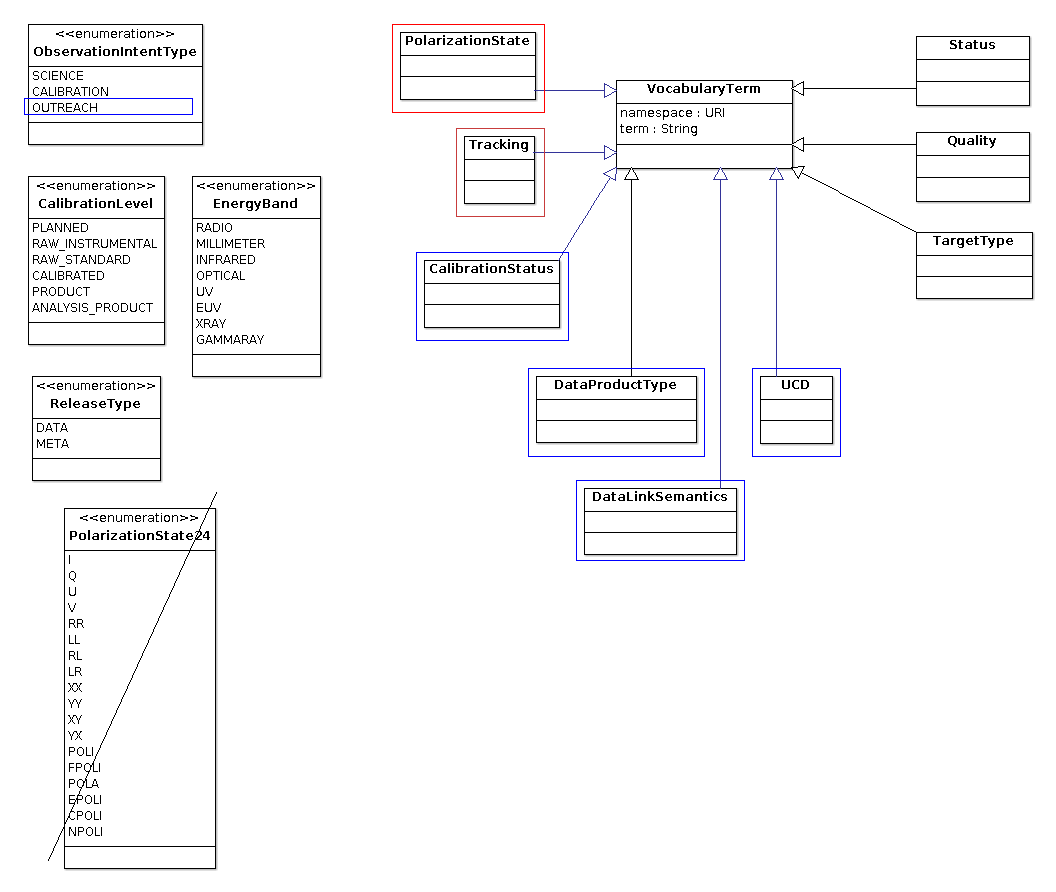 <<enumeration>>
ObservationIntentType
SCIENCE
CALIBRATION
OUTREACH
<<enumeration>>
CalibrationLevel
PLANNED
RAW_INSTRUMENTAL
RAW_STANDARD
CALIBRATED
PRODUCT
ANALYSIS_PRODUCT
<<enumeration>>
EnergyBand
RADIO
MILLIMETER
INFRARED
OPTICAL
UV
EUV
XRAY
GAMMARAY
<<enumeration>>
ReleaseType
DATA
META
<<enumeration>>
PolarizationState24
I
Q
U
V
RR
LL
RL
LR
XX
YY
XY
YX
POLI
FPOLI
POLA
EPOLI
CPOLI
NPOLI
PolarizationState
Tracking
CalibrationStatus
VocabularyTerm
namespace : URI
term : String
Status
Quality
TargetType
DataProductType
UCD
DataLinkSemantics